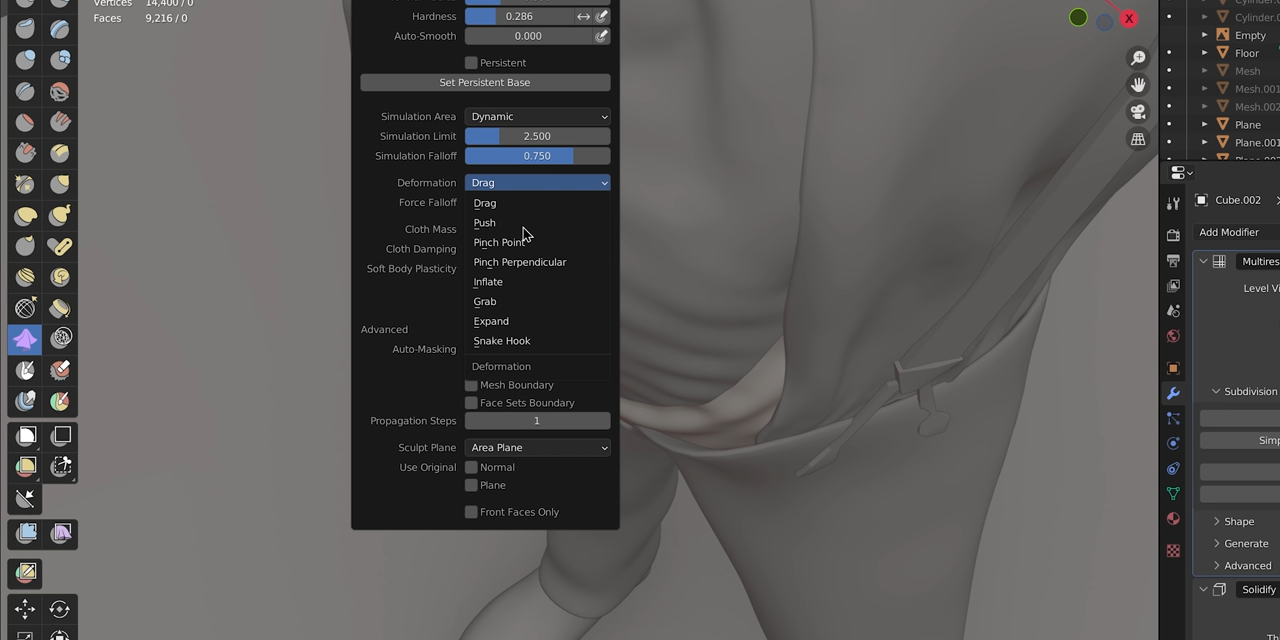 Vertices 14,400 / 0
Faces 9,216 / 0
Hardness 0.286
Auto-Smooth 0.000
Persistent
Set Persistent Base
Simulation Area Dynamic
Simulation Limit 2.500
Simulation Falloff 0.750
Deformation Drag
Force Falloff
Cloth Mass
Cloth Damping
Soft Body Plasticity
Drag
Push
Pinch Point
Pinch Perpendicular
Inflate
Grab
Expand
Snake Hook
Deformation
Advanced
Auto-Masking
Mesh Boundary
Face Sets Boundary
Propagation Steps 1
Sculpt Plane Area Plane
Use Original Normal
Plane
Front Faces Only
X
Cylinder.0
Cylinder.0
Empty
Floor
Mesh
Mesh.001
Mesh.002
Plane
Plane.001
Cube.002
Add Modifier
Multires
Level Vi
Subdivision
Simp
Shape
Generate
Advanced
Solidify